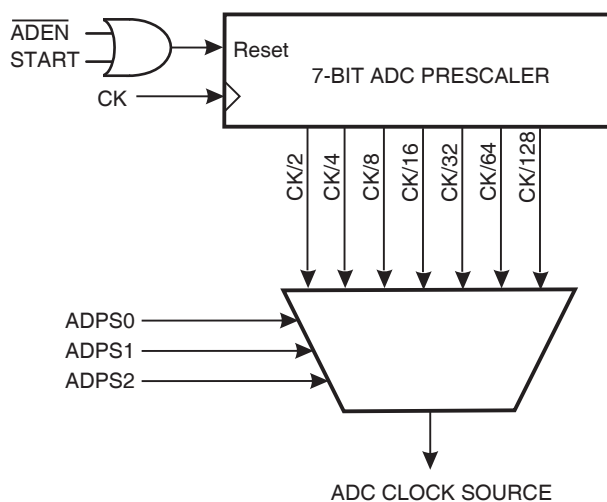 ADEN
START
Reset
7-BIT ADC PRESCALER
CK
CK/2
CK/4
CK/8
CK/16
CK/32
CK/64
CK/128
ADPS0
ADPS1
ADPS2
ADC CLOCK SOURCE